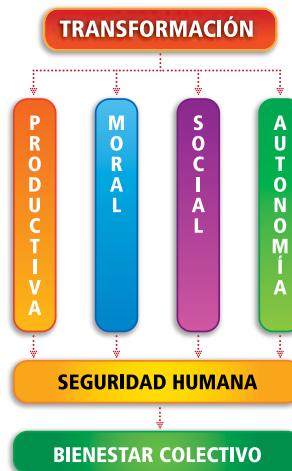 TRANSFORMACIÓN
PRODUCTIVA
MORAL
SOCIAL
AUTONOMÍA
SEGURIDAD HUMANA
BIENESTAR COLECTIVO